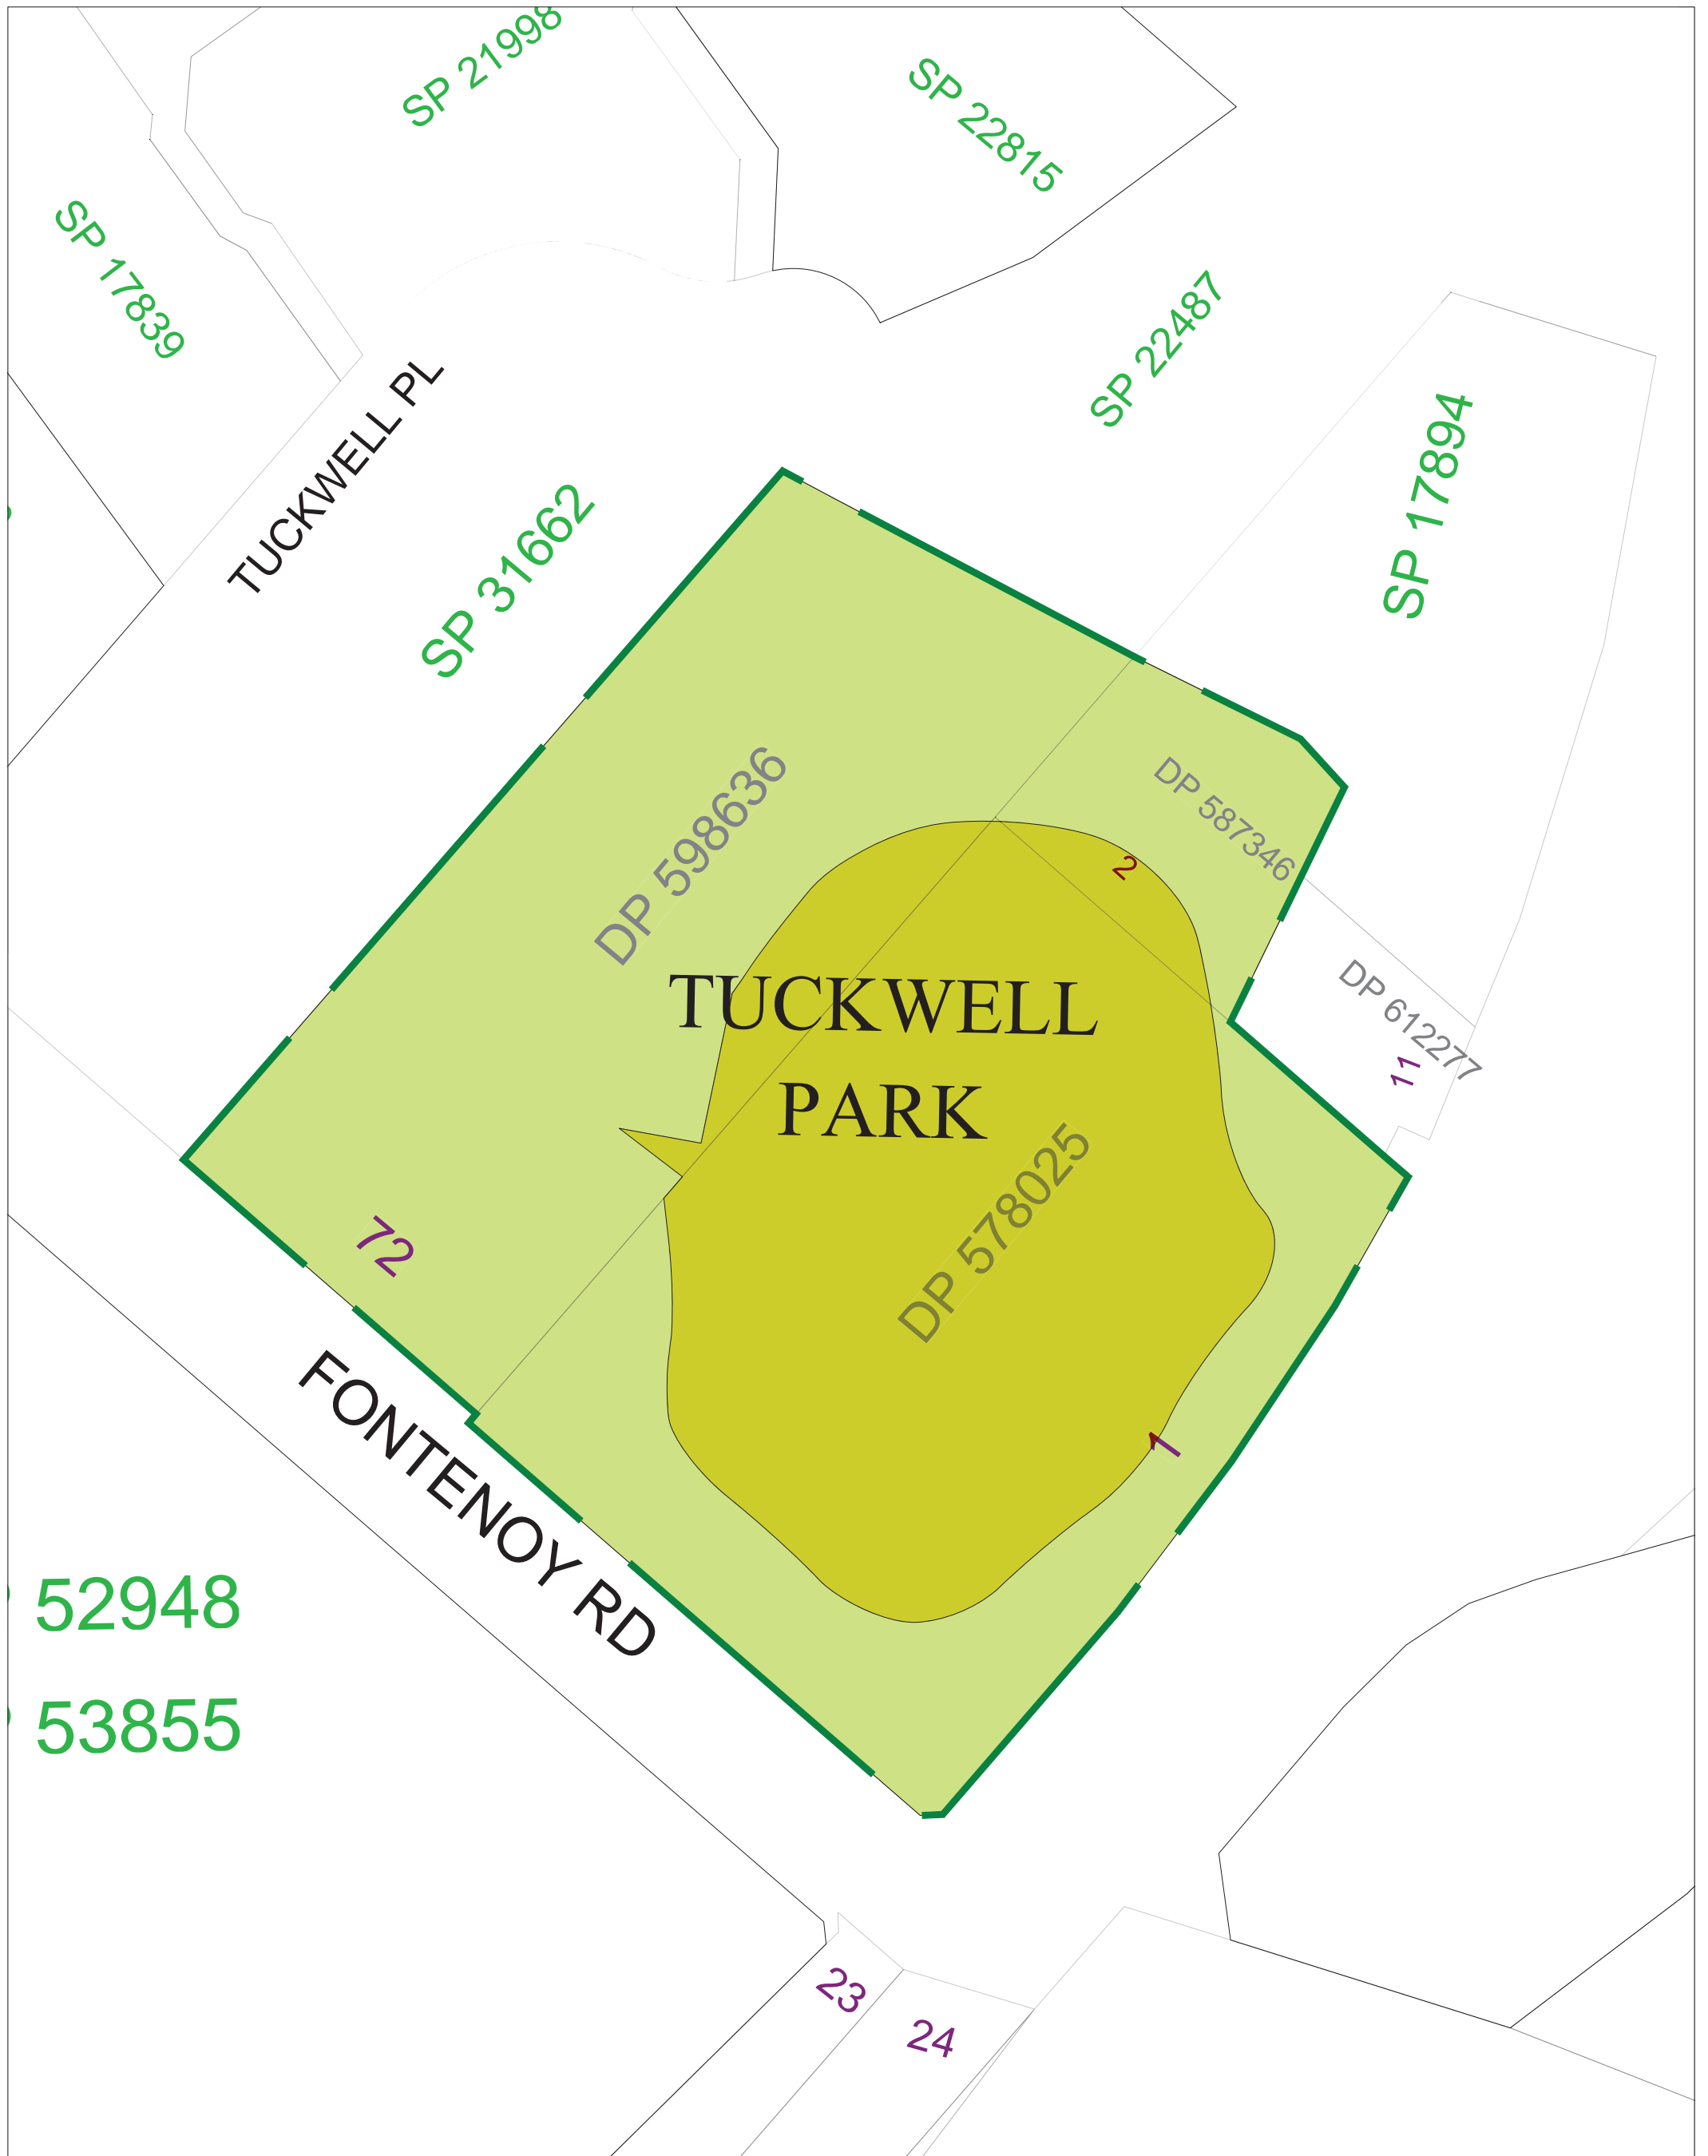 SP 21998
SP 22815
SP 17839
SP 22487
TUCKWELL PL
SP 17894
SP 31662
DP 598636
DP 587346
2
TUCKWELL
DP 612277
11
PARK
DP 578025
72
FONTENOY RD
1
52948
53855
23
24